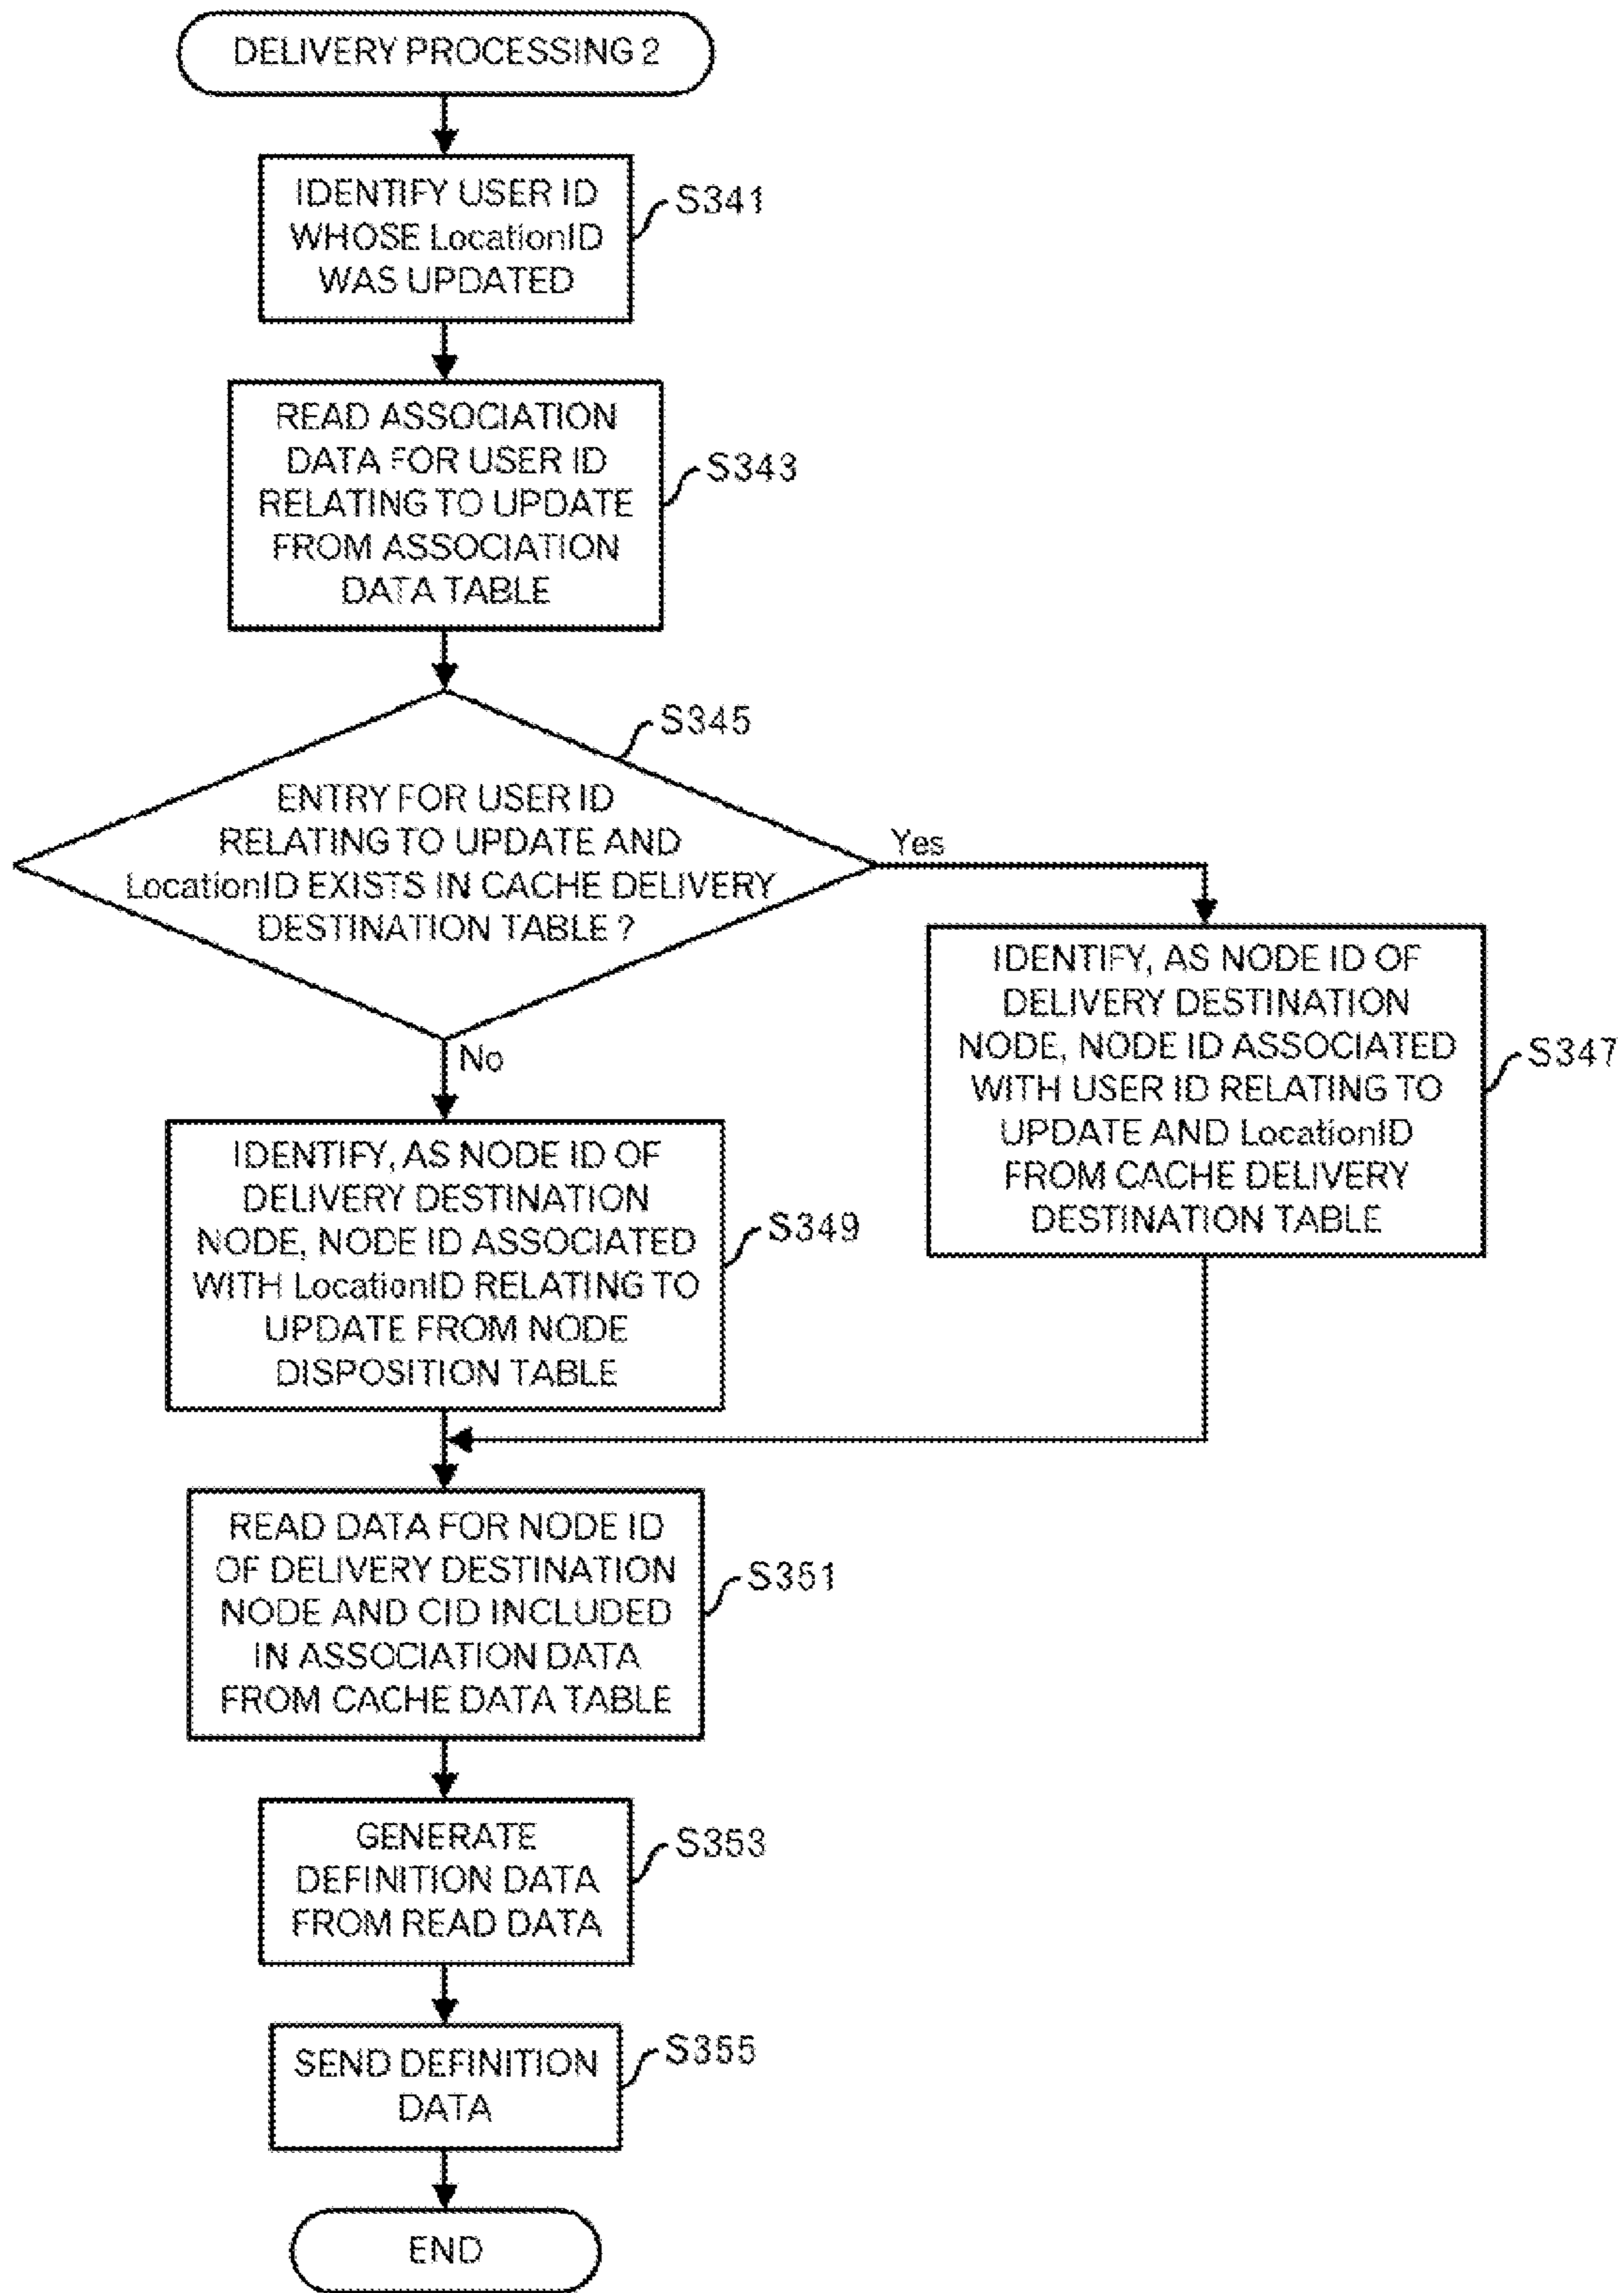 DELIVERY PROCESSING 2
IDENTIFY USER ID
WHOSE LocationID
WAS UPDATED
S341
READ ASSOCIATION
DATA FOR USER ID
RELATING TO UPDATE
FROM ASSOCIATION
DATA TABLE
S343
S345
ENTRY FOR USER ID
RELATING TO UPDATE AND
LocationID EXISTS IN CACHE DELIVERY
DESTINATION TABLE ?
Yes
No
IDENTIFY, AS NODE ID OF
DELIVERY DESTINATION
NODE, NODE ID ASSOCIATED
WITH USER ID RELATING TO
UPDATE AND LocationID
FROM CACHE DELIVERY
DESTINATION TABLE
S347
IDENTIFY, AS NODE ID OF
DELIVERY DESTINATION
NODE, NODE ID ASSOCIATED
WITH LocationID RELATING TO
UPDATE FROM NODE
DISPOSITION TABLE
S349
READ DATA FOR NODE ID
OF DELIVERY DESTINATION
NODE AND CID INCLUDED
IN ASSOCIATION DATA
FROM CACHE DATA TABLE
S351
GENERATE
DEFINITION DATA
FROM READ DATA
S353
SEND DEFINITION
DATA
S355
END